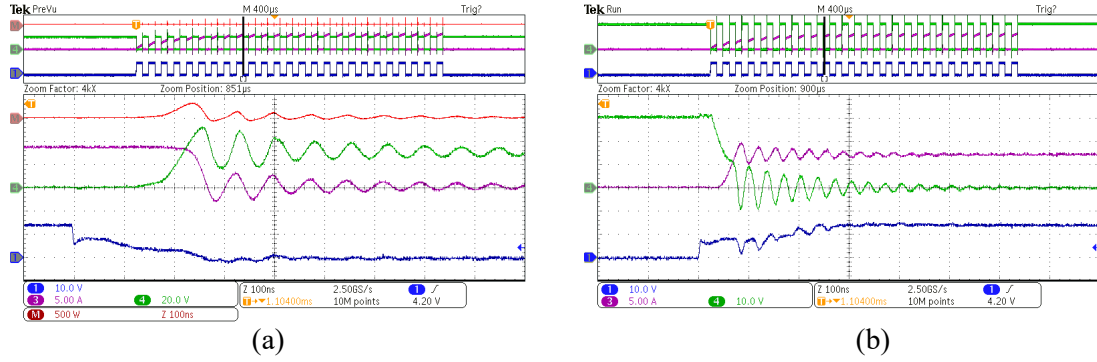 Tek PreVu M 400µs Trig?
Zoom Factor: 4kX Zoom Position: 851µs
1 10.0 V
3 5.00 A 4 20.0 V
M 500 W Z 100ns
Z 100ns 2.50GS/s 1
T→▼1.10400ms 10M points 4.20 V
(a)
Tek Run M 400µs Trig?
Zoom Factor: 4kX Zoom Position: 900µs
1 10.0 V
3 5.00 A 4 10.0 V
Z 100ns 2.50GS/s 1
T→▼1.10400ms 10M points 4.20 V
(b)